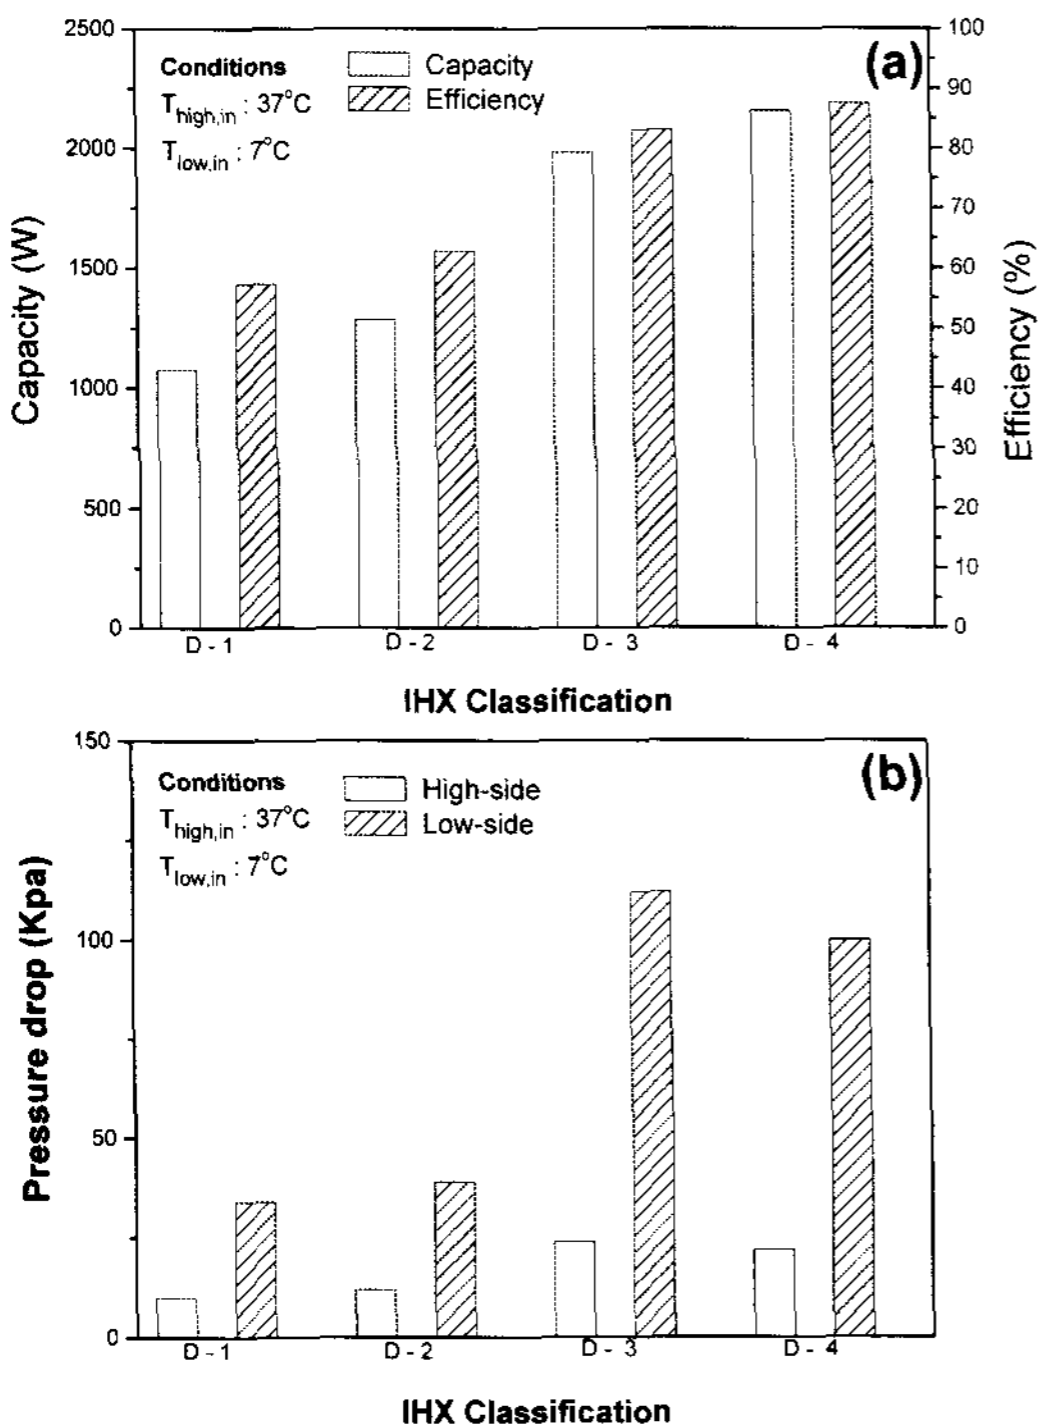 (a)
Conditions
T_high,in : 37°C
T_low,in : 7°C
Capacity
Efficiency
2500
2000
1500
1000
500
0
Capacity (W)
100
90
80
70
60
50
40
30
20
10
0
Efficiency (%)
D - 1
D - 2
D - 3
D - 4
IHX Classification
(b)
Conditions
T_high,in : 37°C
T_low,in : 7°C
High-side
Low-side
150
100
50
0
Pressure drop (Kpa)
D - 1
D - 2
D - 3
D - 4
IHX Classification